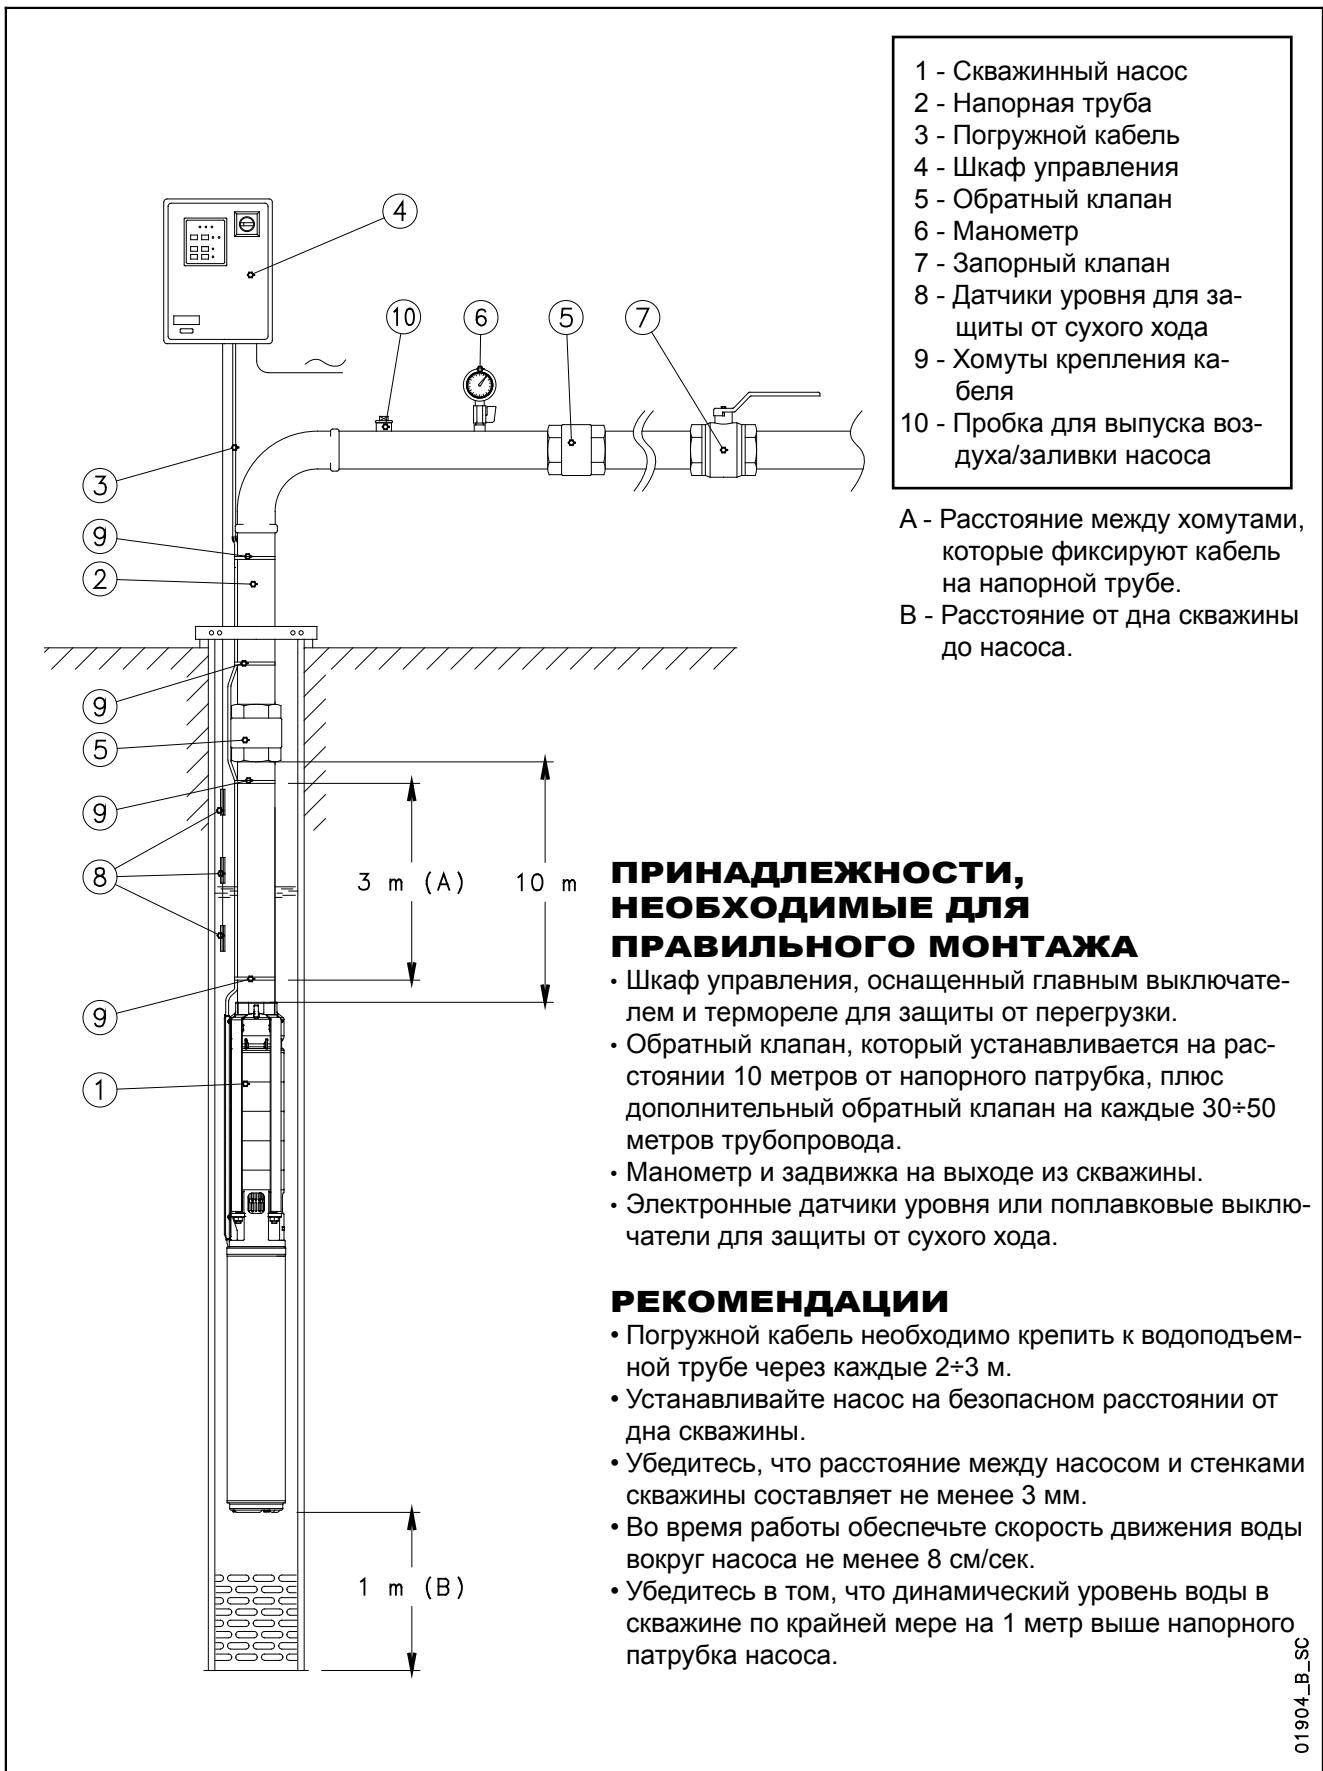 1 - Скважинный насос
2 - Напорная труба
3 - Погружной кабель
4 - Шкаф управления
5 - Обратный клапан
6 - Манометр
7 - Запорный клапан
8 - Датчики уровня для за-
щиты от сухого хода
9 - Хомуты крепления ка-
беля
10 - Пробка для выпуска воз-
духа/заливки насоса
A - Расстояние между хомутами,
которые фиксируют кабель
на напорной трубе.
B - Расстояние от дна скважины
до насоса.
4
10
6
5
7
3
9
2
9
5
9
8
9
1
3 m (A)
10 m
1 m (B)
ПРИНАДЛЕЖНОСТИ,
НЕОБХОДИМЫЕ ДЛЯ
ПРАВИЛЬНОГО МОНТАЖА
• Шкаф управления, оснащенный главным выключате-
лем и термореле для защиты от перегрузки.
• Обратный клапан, который устанавливается на рас-
стоянии 10 метров от напорного патрубка, плюс
дополнительный обратный клапан на каждые 30÷50
метров трубопровода.
• Манометр и задвижка на выходе из скважины.
• Электронные датчики уровня или поплавковые выклю-
чатели для защиты от сухого хода.
РЕКОМЕНДАЦИИ
• Погружной кабель необходимо крепить к водоподъем-
ной трубе через каждые 2÷3 м.
• Устанавливайте насос на безопасном расстоянии от
дна скважины.
• Убедитесь, что расстояние между насосом и стенками
скважины составляет не менее 3 мм.
• Во время работы обеспечьте скорость движения воды
вокруг насоса не менее 8 см/сек.
• Убедитесь в том, что динамический уровень воды в
скважине по крайней мере на 1 метр выше напорного
патрубка насоса.
01904_B_SC